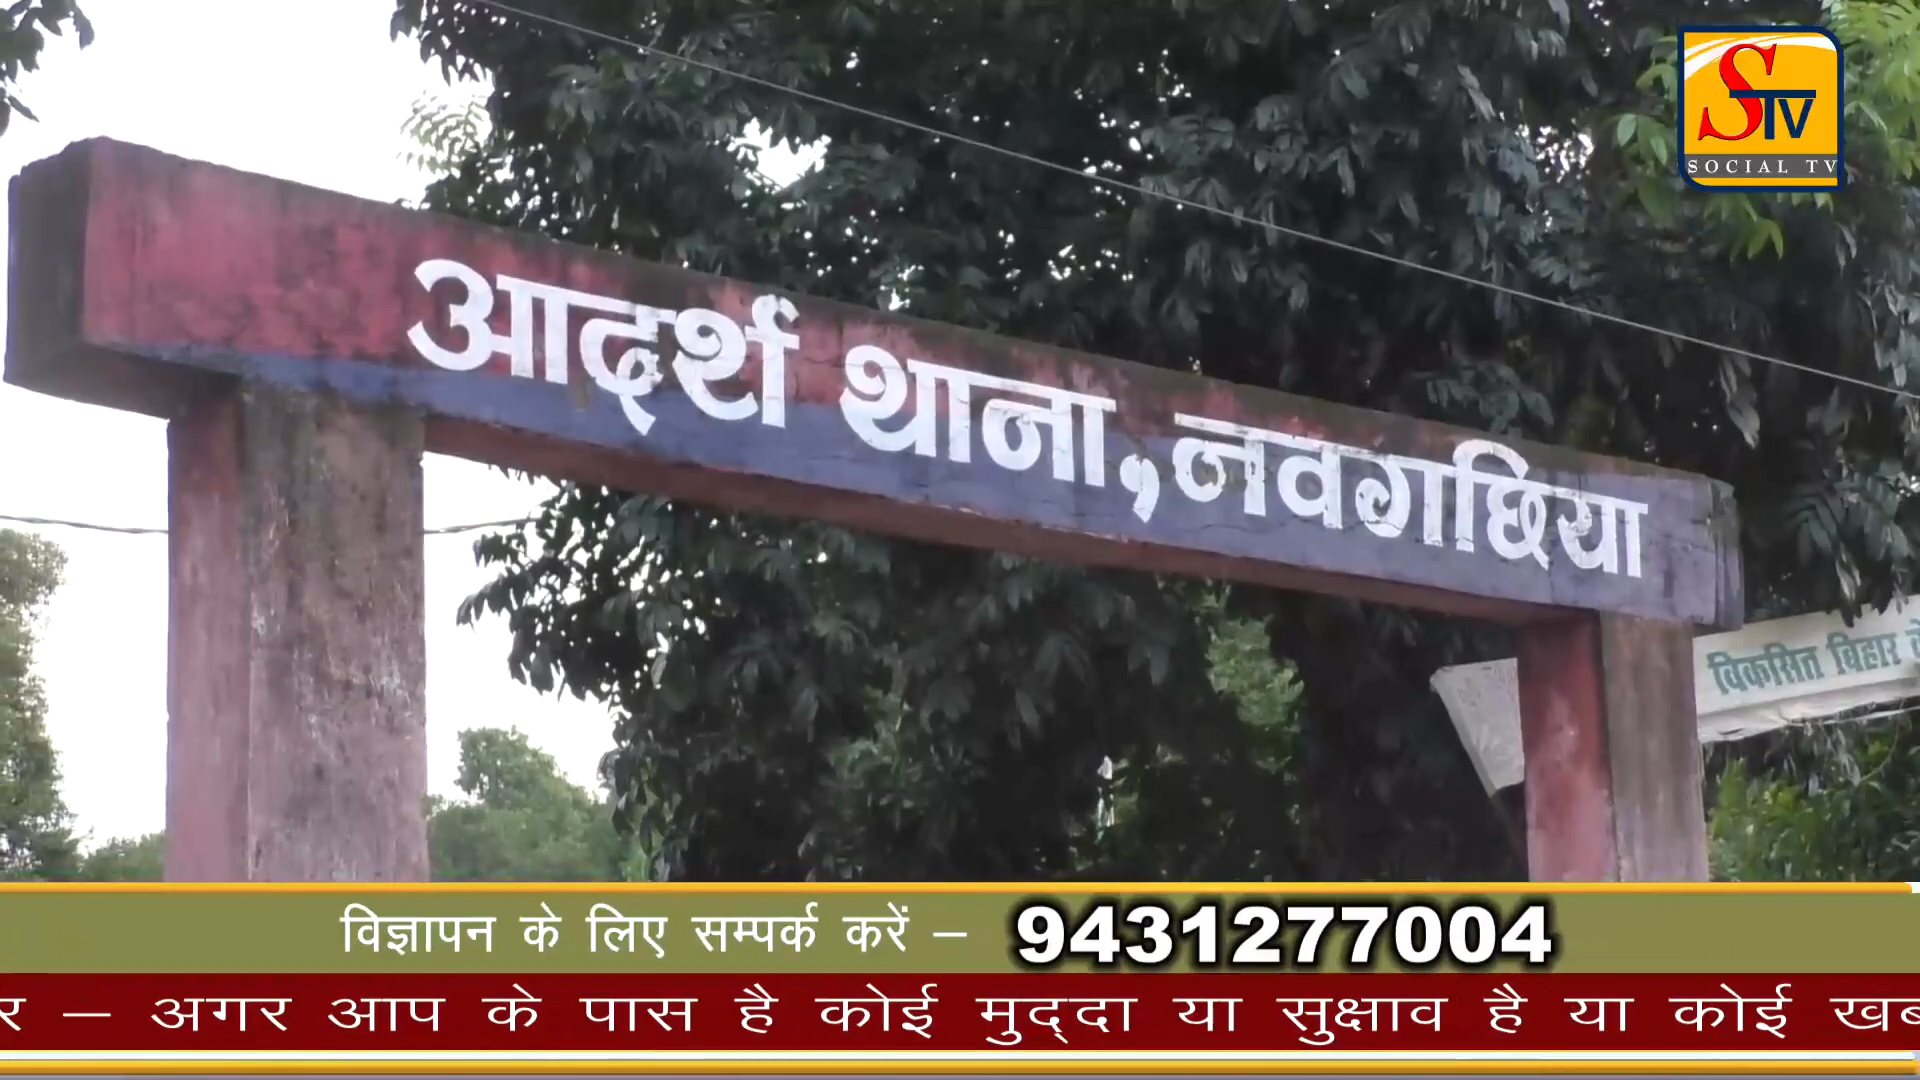 STV
SOCIAL TV
आदर्श थाना, नवगछिया
विकसित बिहार के
विज्ञापन के लिए सम्पर्क करें – 9431277004
र – अगर आप के पास है कोई मुद्‌दा या सुक्षाव है या कोई खब